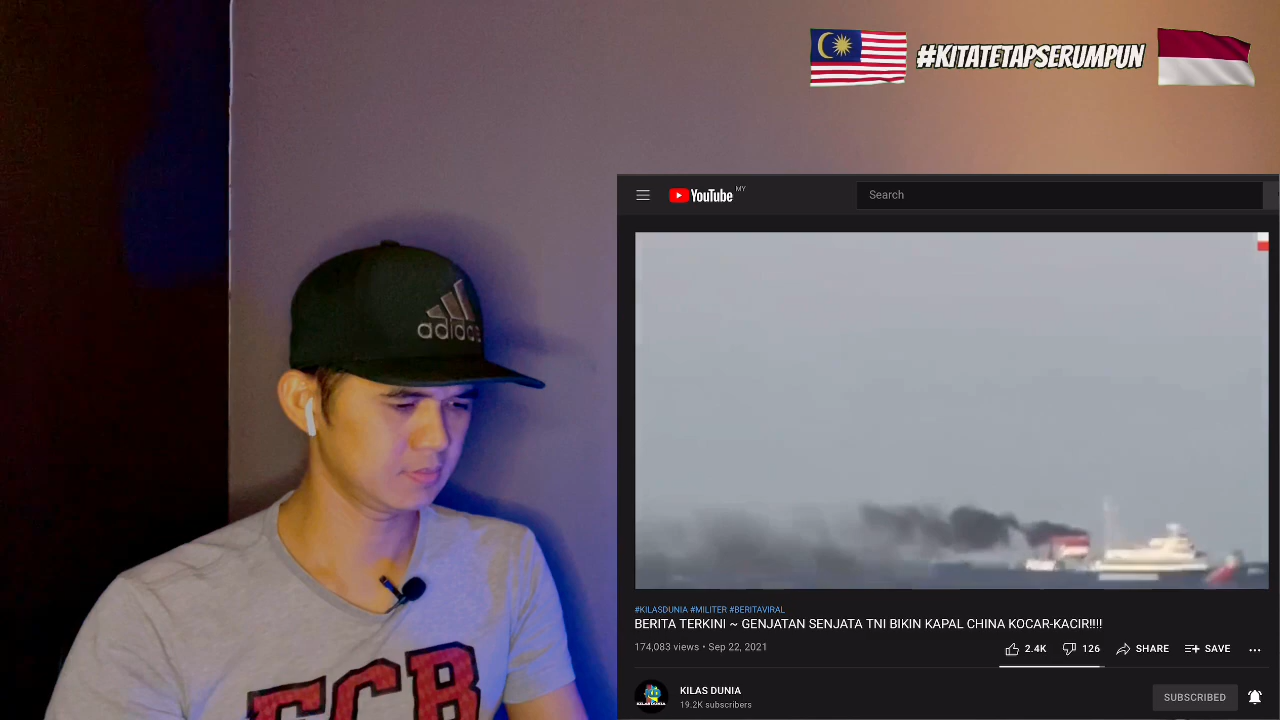 #KITATETAPSERUMPUN
YouTube MY
Search
adidas
#KILASDUNIA #MILITER #BERITAVIRAL
BERITA TERKINI ~ GENJATAN SENJATA TNI BIKIN KAPAL CHINA KOCAR-KACIR!!!!
174,083 views • Sep 22, 2021
2.4K
126
SHARE
SAVE
KILAS DUNIA
19.2K subscribers
SUBSCRIBED
FCB